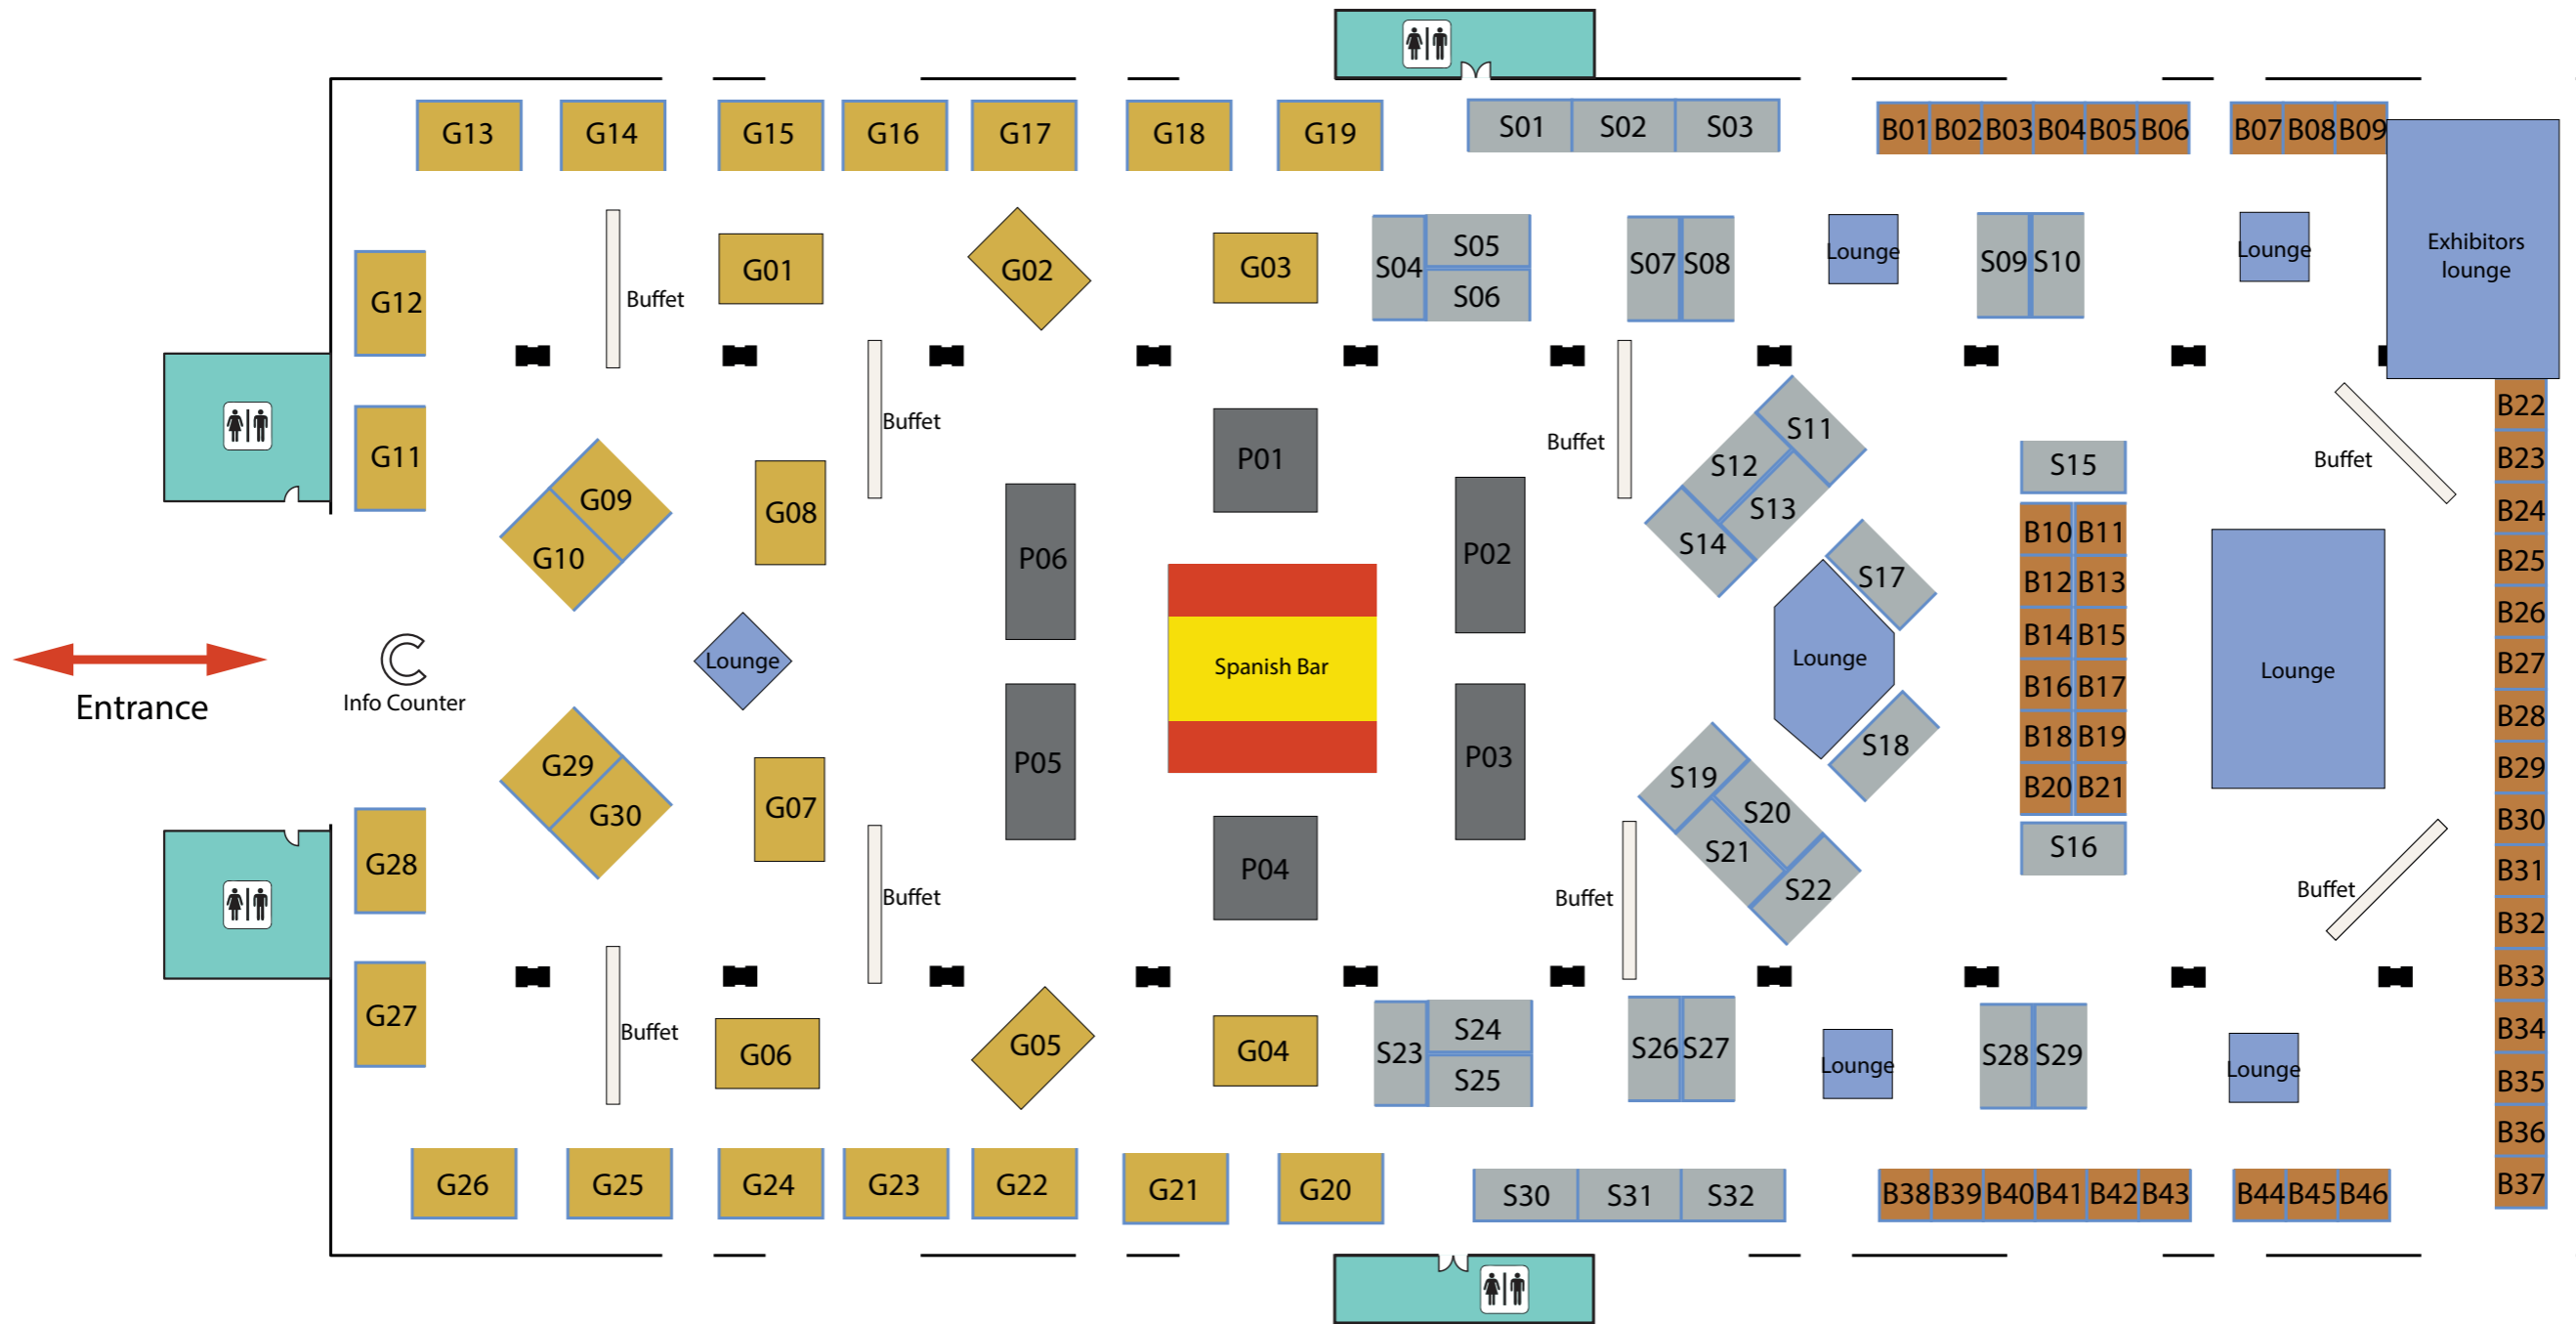 G13
G14
G15
G16
G17
G18
G19
S01
S02
S03
B01
B02
B03
B04
B05
B06
B07
B08
B09
G12
Buffet
G01
G02
G03
S04
S05
S06
S07
S08
Lounge
S09
S10
Lounge
Exhibitors
lounge
G11
G09
G10
G08
Buffet
P01
P06
P02
Buffet
S11
S12
S13
S14
S15
S17
B10
B11
B12
B13
B14
B15
B16
B17
B18
B19
B20
B21
Buffet
B22
B23
B24
B25
B26
B27
B28
B29
B30
B31
B32
B33
B34
B35
B36
B37
Entrance
Info Counter
Lounge
Spanish Bar
Lounge
Lounge
G29
G30
G28
G07
P05
P03
P04
S18
S19
S20
S21
S22
S16
Buffet
Buffet
Buffet
G27
Buffet
G06
G05
G04
S23
S24
S25
S26
S27
Lounge
S28
S29
Lounge
G26
G25
G24
G23
G22
G21
G20
S30
S31
S32
B38
B39
B40
B41
B42
B43
B44
B45
B46